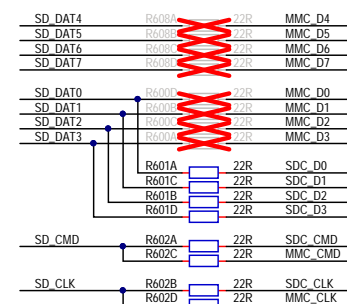 SD_DAT4 R608A 22R MMC_D4
SD_DAT5 R608B 22R MMC_D5
SD_DAT6 R608C 22R MMC_D6
SD_DAT7 R608D 22R MMC_D7
SD_DAT0 R600D 22R MMC_D0
SD_DAT1 R600B 22R MMC_D1
SD_DAT2 22R MMC_D2
SD_DAT3 R600A 22R MMC_D3
R601A 22R SDC_D0
R601C 22R SDC_D1
R601B 22R SDC_D2
R601D 22R SDC_D3
SD_CMD R602A 22R SDC_CMD
R602C 22R MMC_CMD
SD_CLK R602B 22R SDC_CLK
R602D 22R MMC_CLK